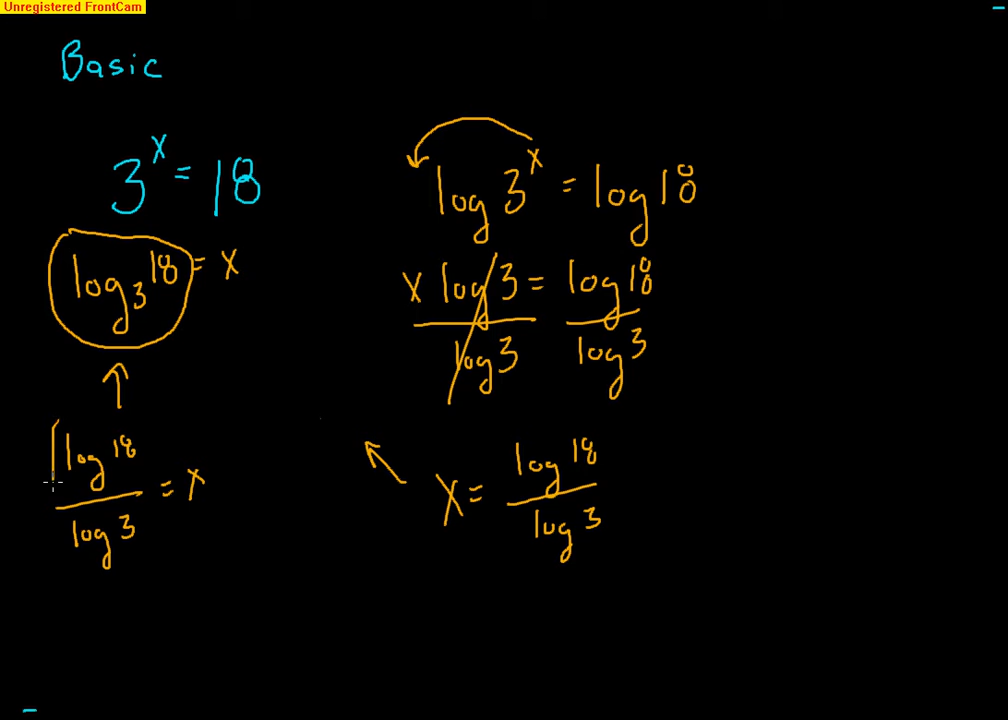 Unregistered FrontCam
Basic
3^x = 18
log_3 18 = x
log 18
log 3
= x
log 3^x = log 18
x log 3 = log 18
log 3 log 3
x = log 18
log 3